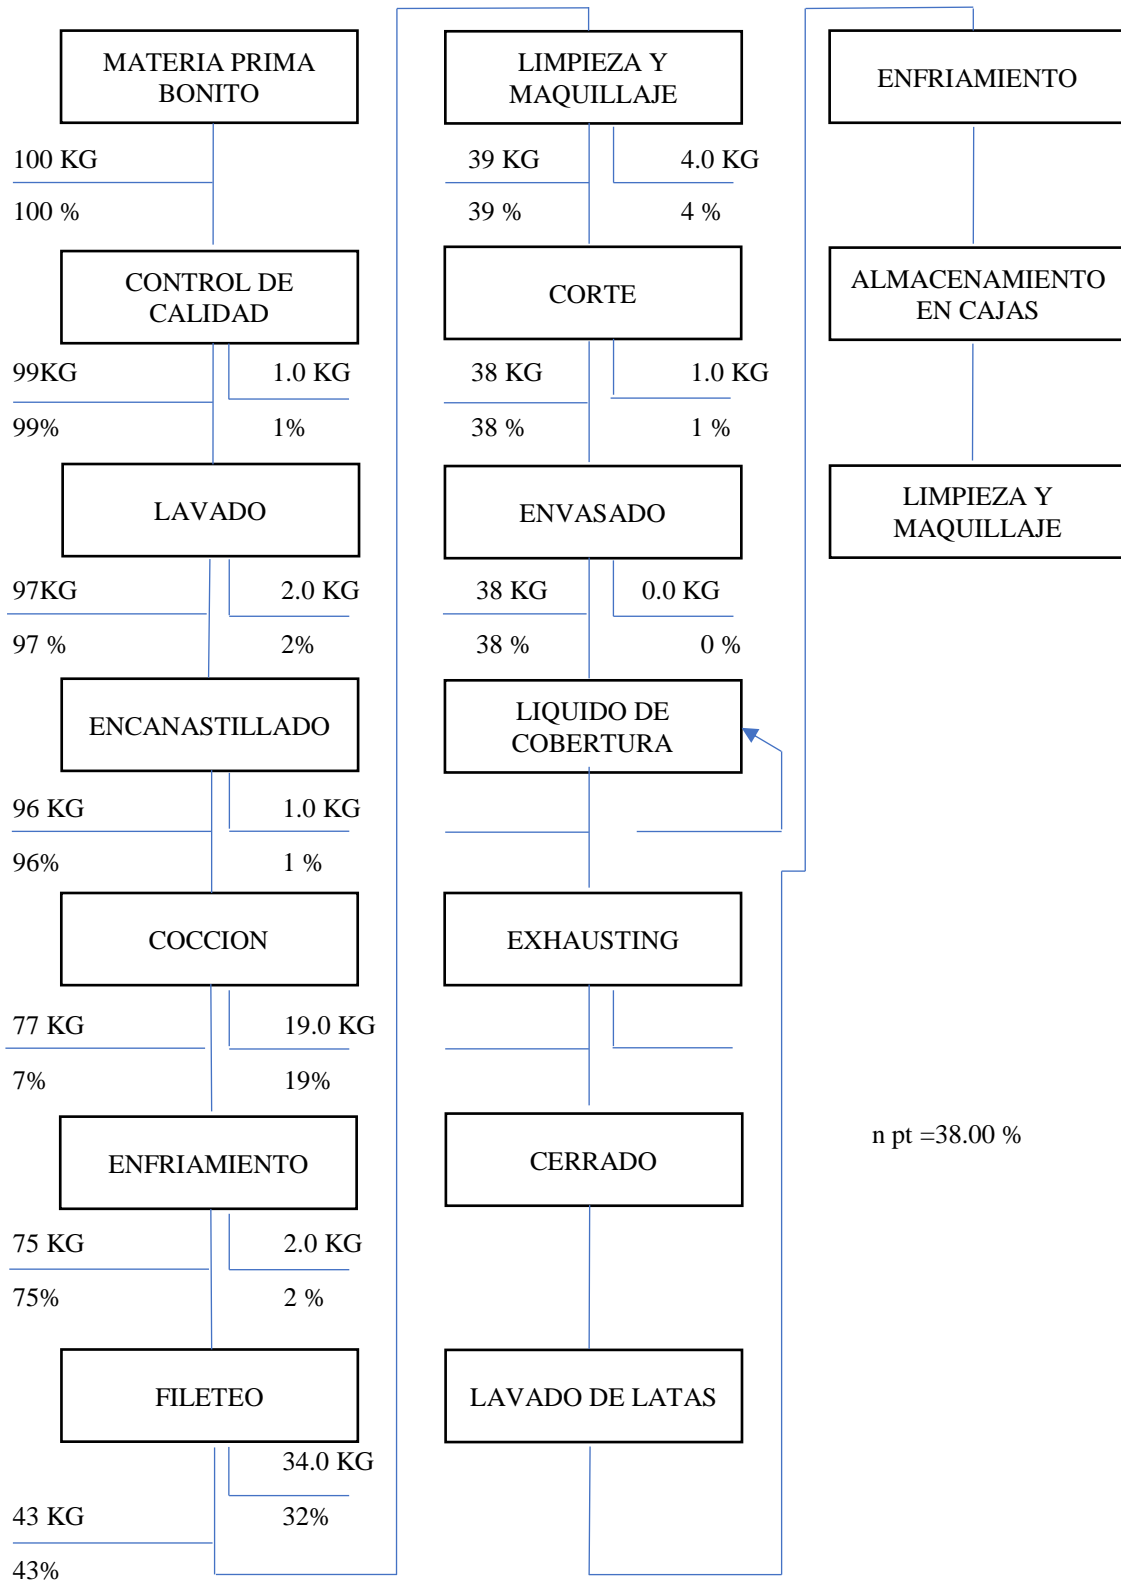 MATERIA PRIMA
BONITO
100 KG
100 %
CONTROL DE
CALIDAD
99KG
1.0 KG
99%
1%
LAVADO
97KG
2.0 KG
97 %
2%
ENCANASTILLADO
96 KG
1.0 KG
96%
1 %
COCCION
77 KG
19.0 KG
7%
19%
ENFRIAMIENTO
75 KG
2.0 KG
75%
2 %
FILETEO
34.0 KG
43 KG
32%
43%
LIMPIEZA Y
MAQUILLAJE
39 KG
4.0 KG
39 %
4 %
CORTE
38 KG
1.0 KG
38 %
1 %
ENVASADO
38 KG
0.0 KG
38 %
0 %
LIQUIDO DE
COBERTURA
EXHAUSTING
CERRADO
LAVADO DE LATAS
ENFRIAMIENTO
ALMACENAMIENTO
EN CAJAS
LIMPIEZA Y
MAQUILLAJE
n pt =38.00 %